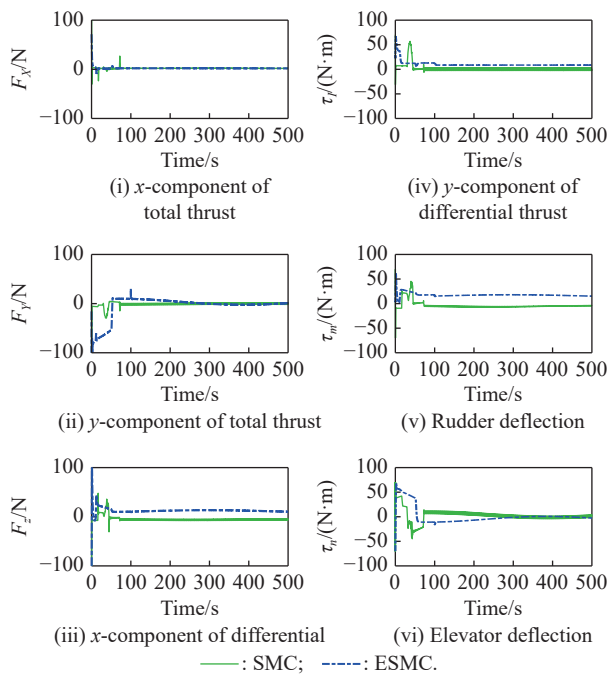 100
0
−100
F_X/N
0 100 200 300 400 500
Time/s
(i) x-component of
total thrust
100
50
0
−50
−100
τ_l/(N·m)
0 100 200 300 400 500
Time/s
(iv) y-component of
differential thrust
100
0
−100
F_Y/N
0 100 200 300 400 500
Time/s
(ii) y-component of total thrust
100
50
0
−50
−100
τ_m/(N·m)
0 100 200 300 400 500
Time/s
(v) Rudder deflection
100
0
−100
F_z/N
0 100 200 300 400 500
Time/s
(iii) x-component of differential
100
50
0
−50
−100
τ_n/(N·m)
0 100 200 300 400 500
Time/s
(vi) Elevator deflection
: SMC; : ESMC.